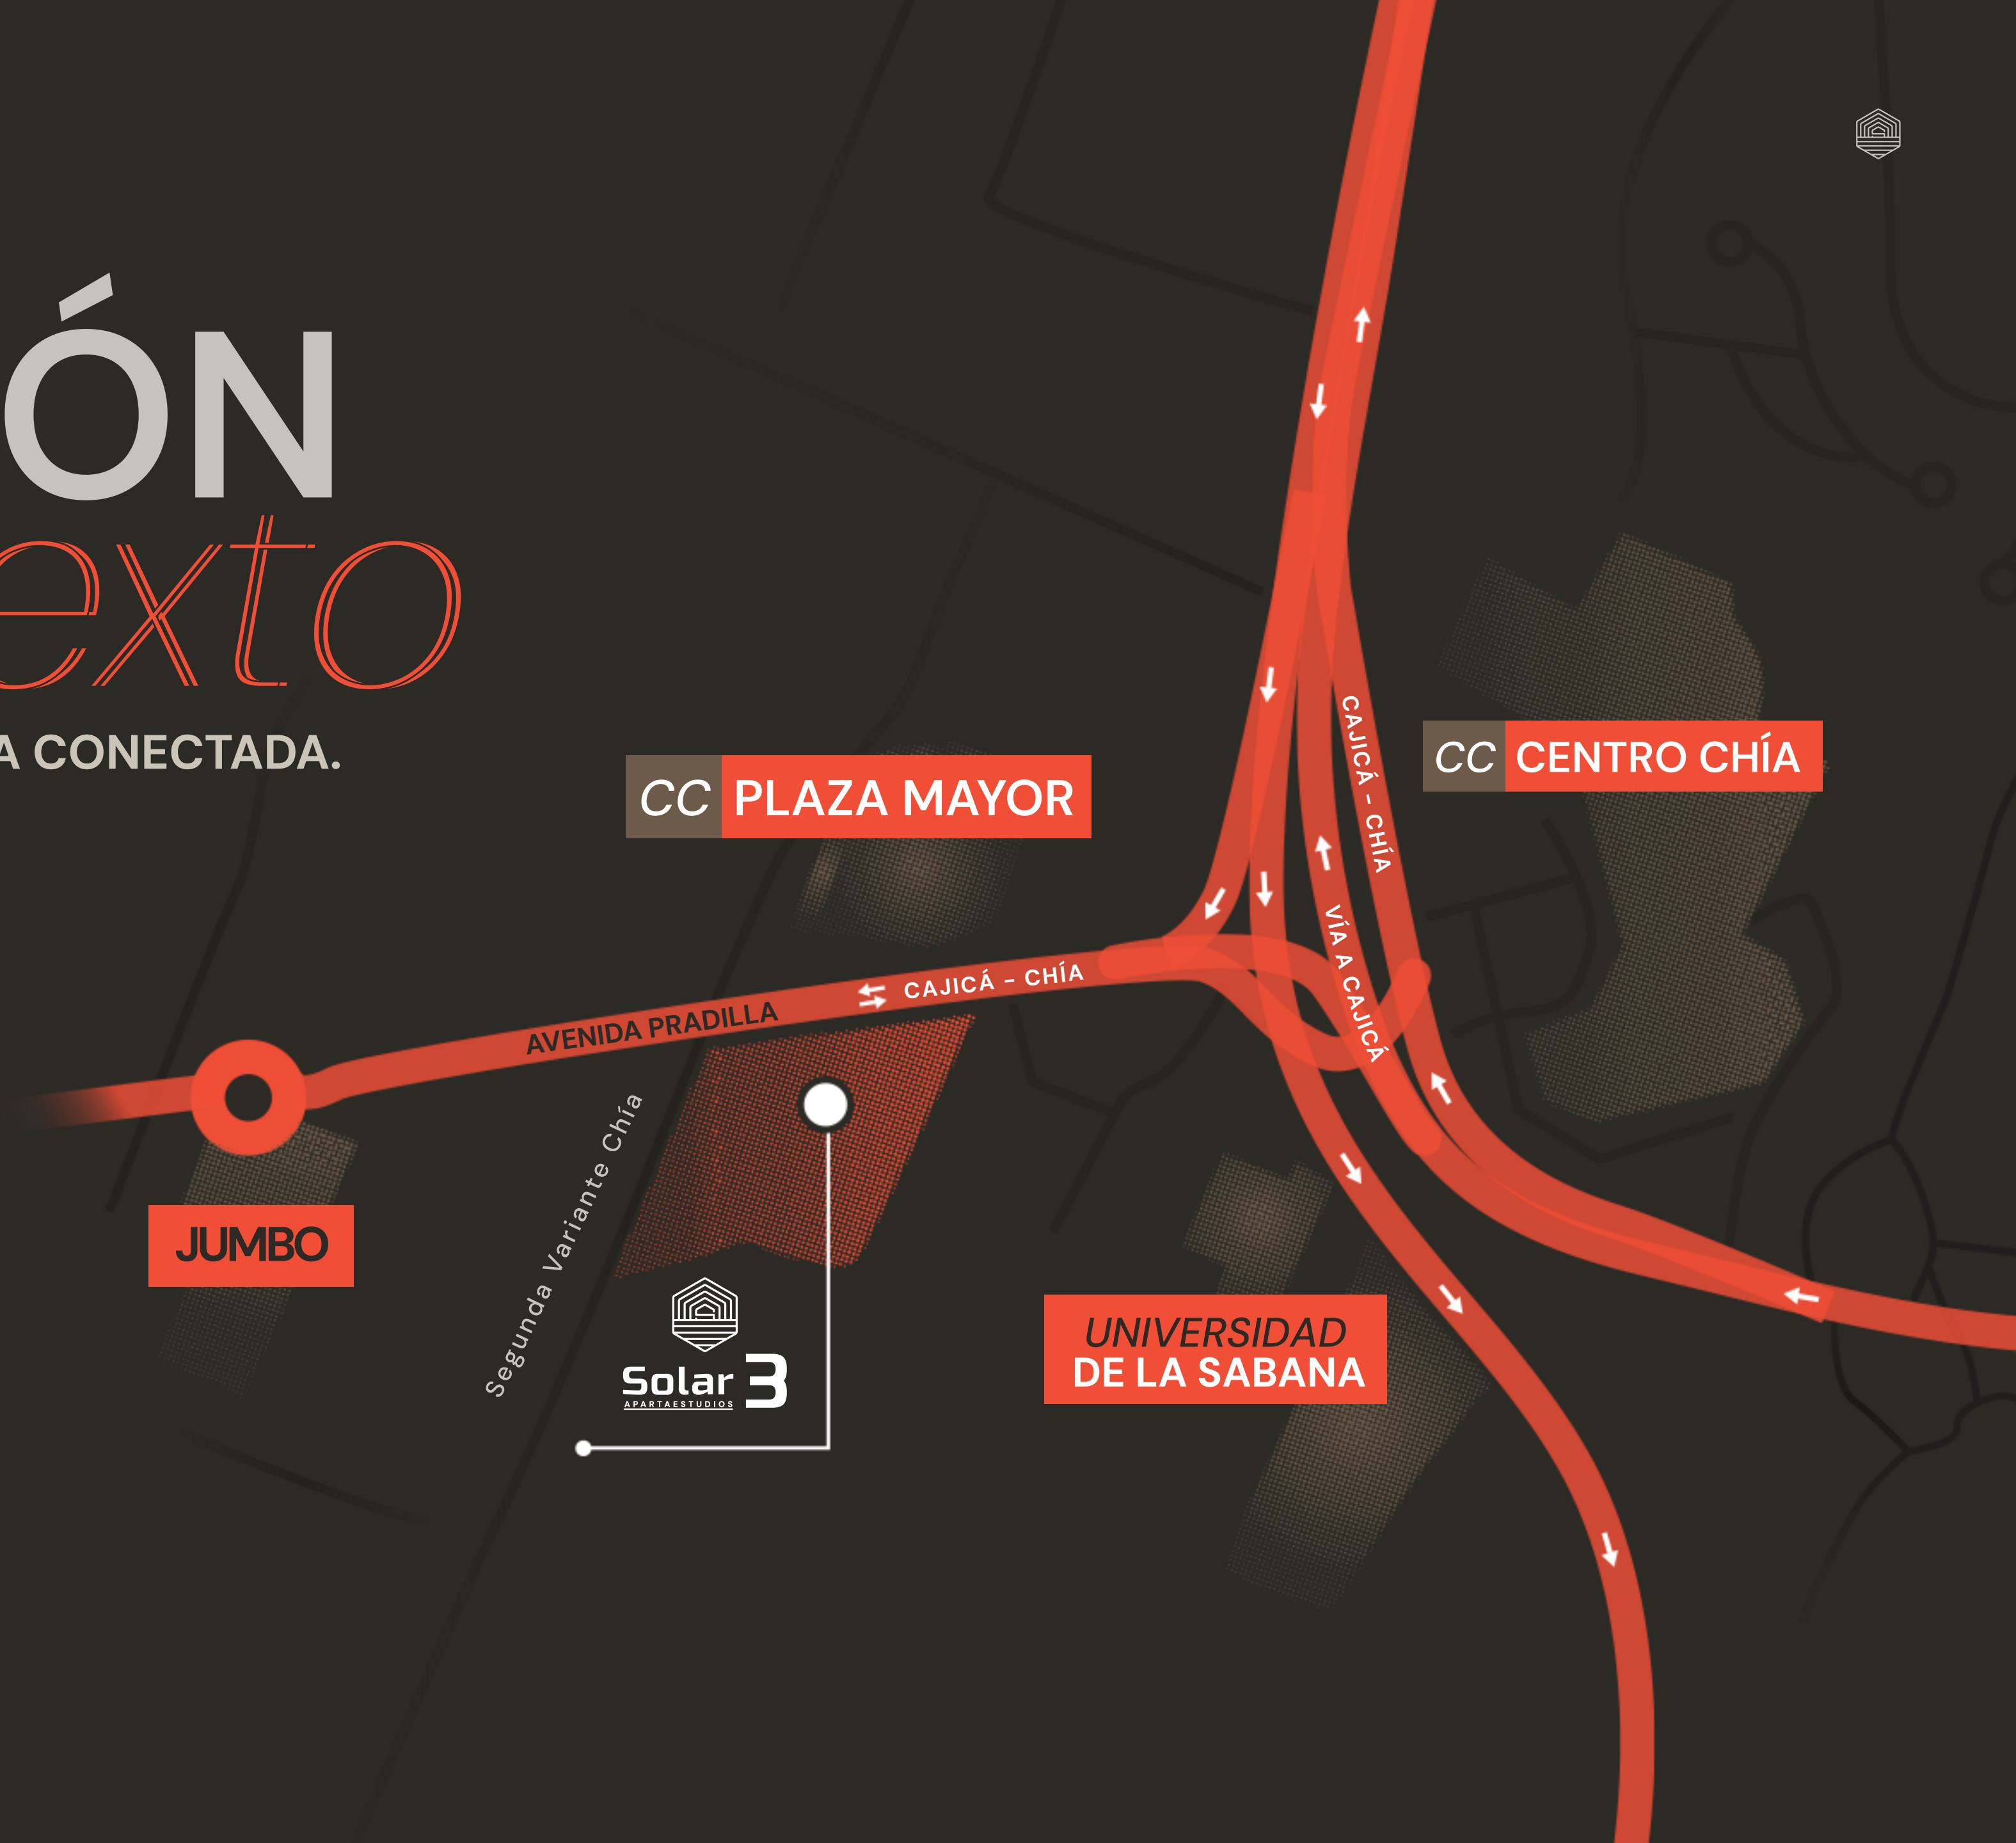 ÓN
exto
A CONECTADA.
CC PLAZA MAYOR
CC CENTRO CHÍA
CAJICÁ - CHÍA
VÍA A CAJICÁ
CAJICÁ - CHÍA
AVENIDA PRADILLA
JUMBO
Segunda Variante Chía
Solar 3
APARTAESTUDIOS
UNIVERSIDAD
DE LA SABANA